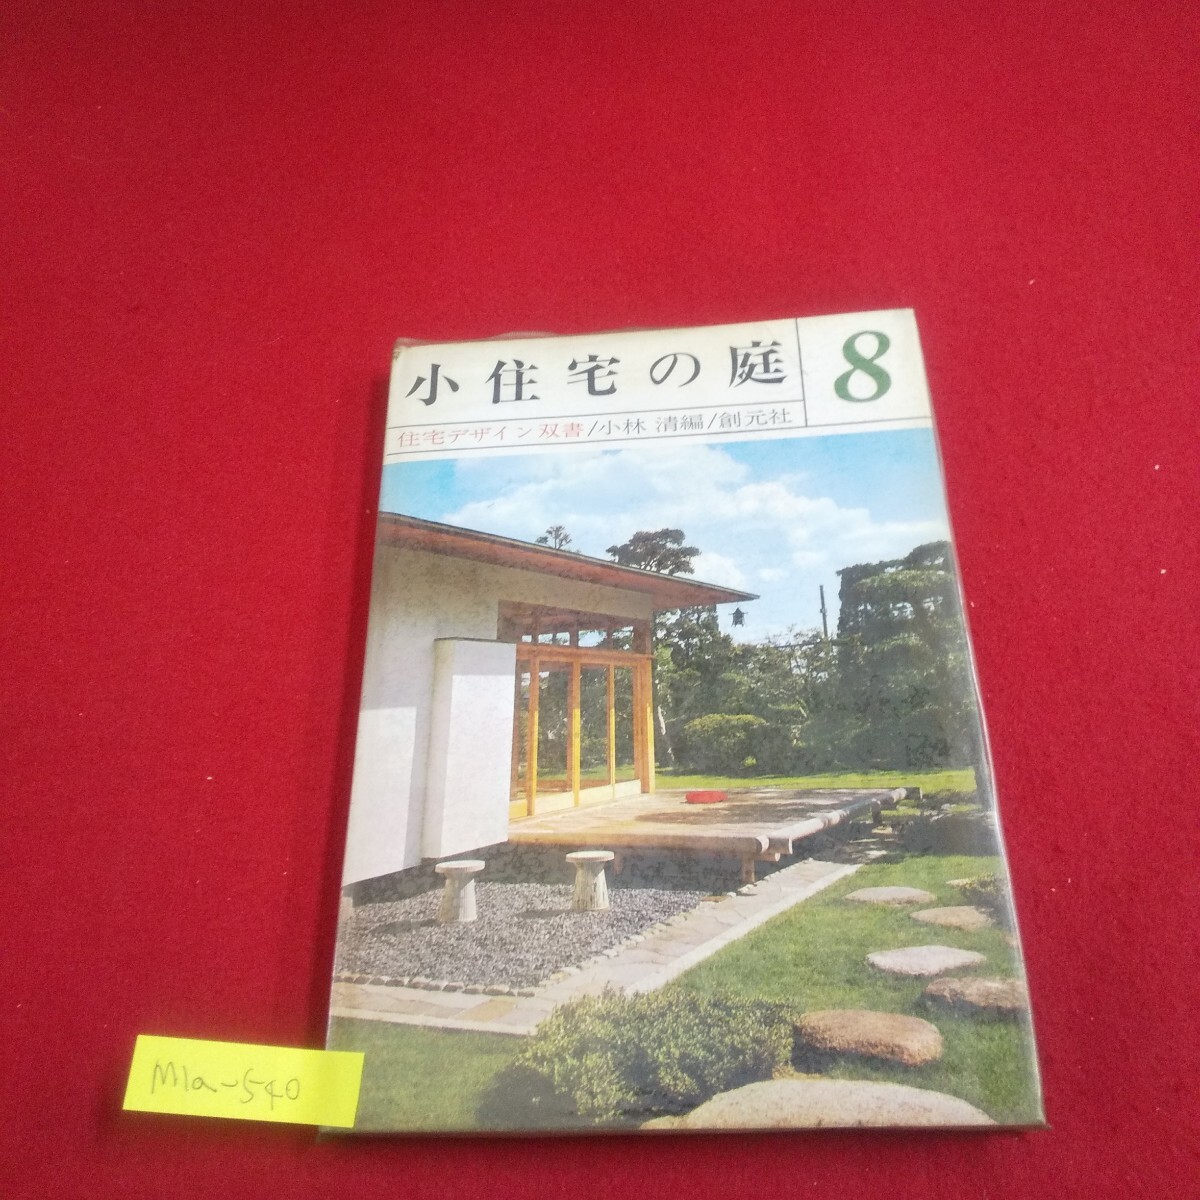 小住宅の庭
8
住宅デザイン双書/小林 清編/創元社
M1a-540